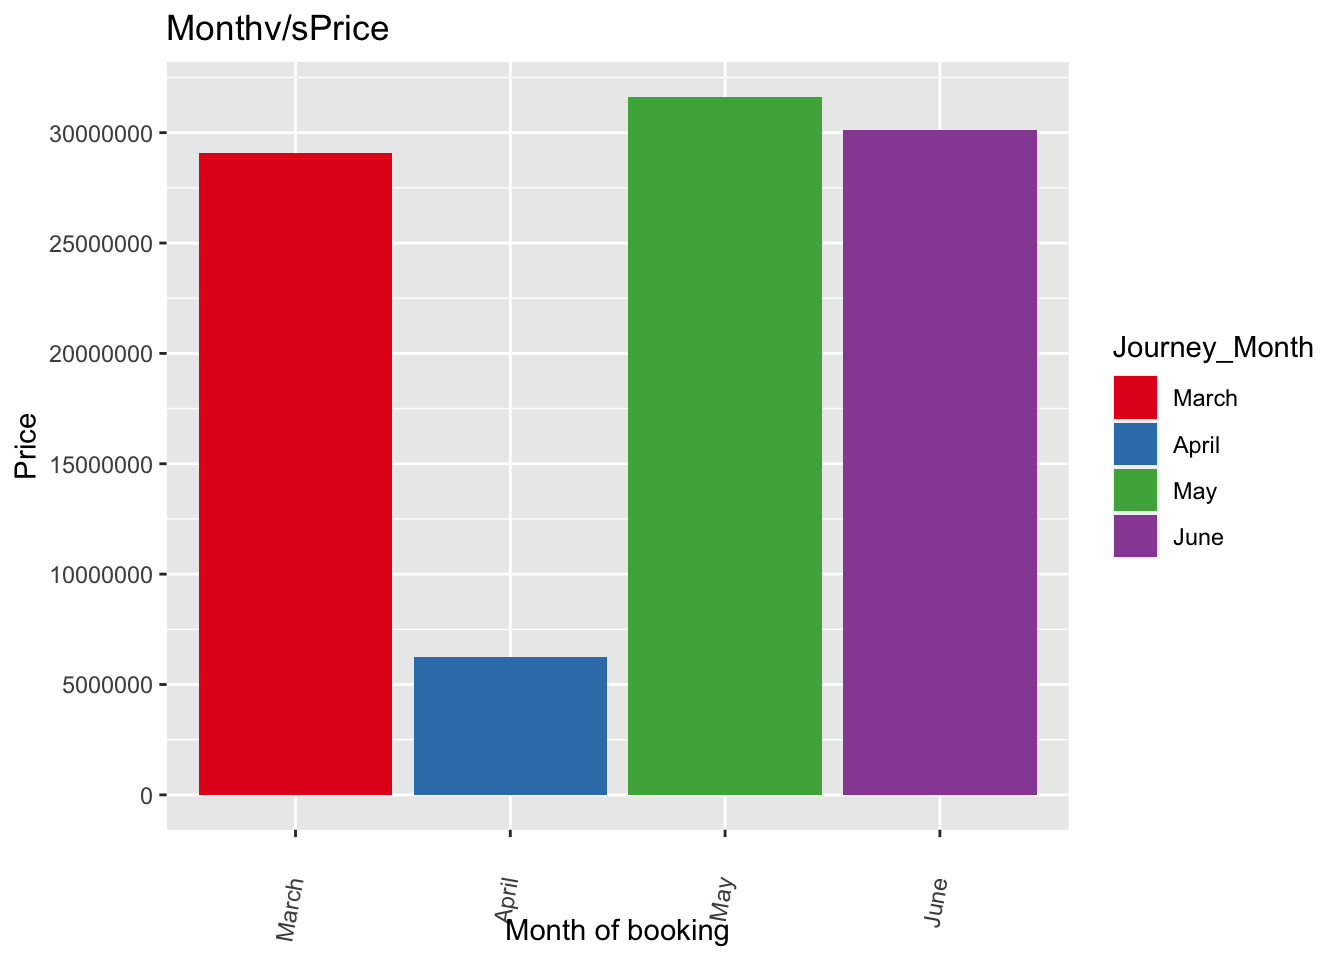 Monthv/sPrice
30000000
25000000
20000000
15000000
10000000
5000000
0
Price
March
April
May
June
Month of booking
Journey_Month
March
April
May
June